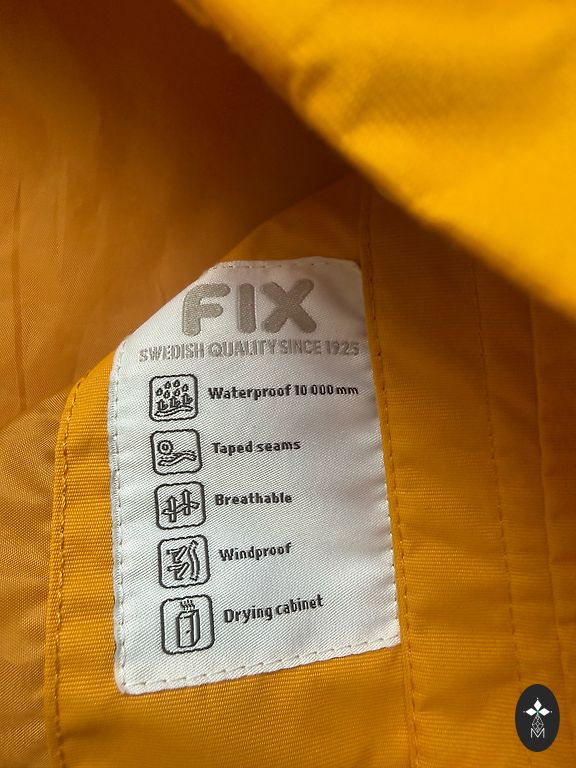 FIX
SWEDISH QUALITY SINCE 1925
Waterproof 10 000 mm
Taped seams
Breathable
Windproof
Drying cabinet
M